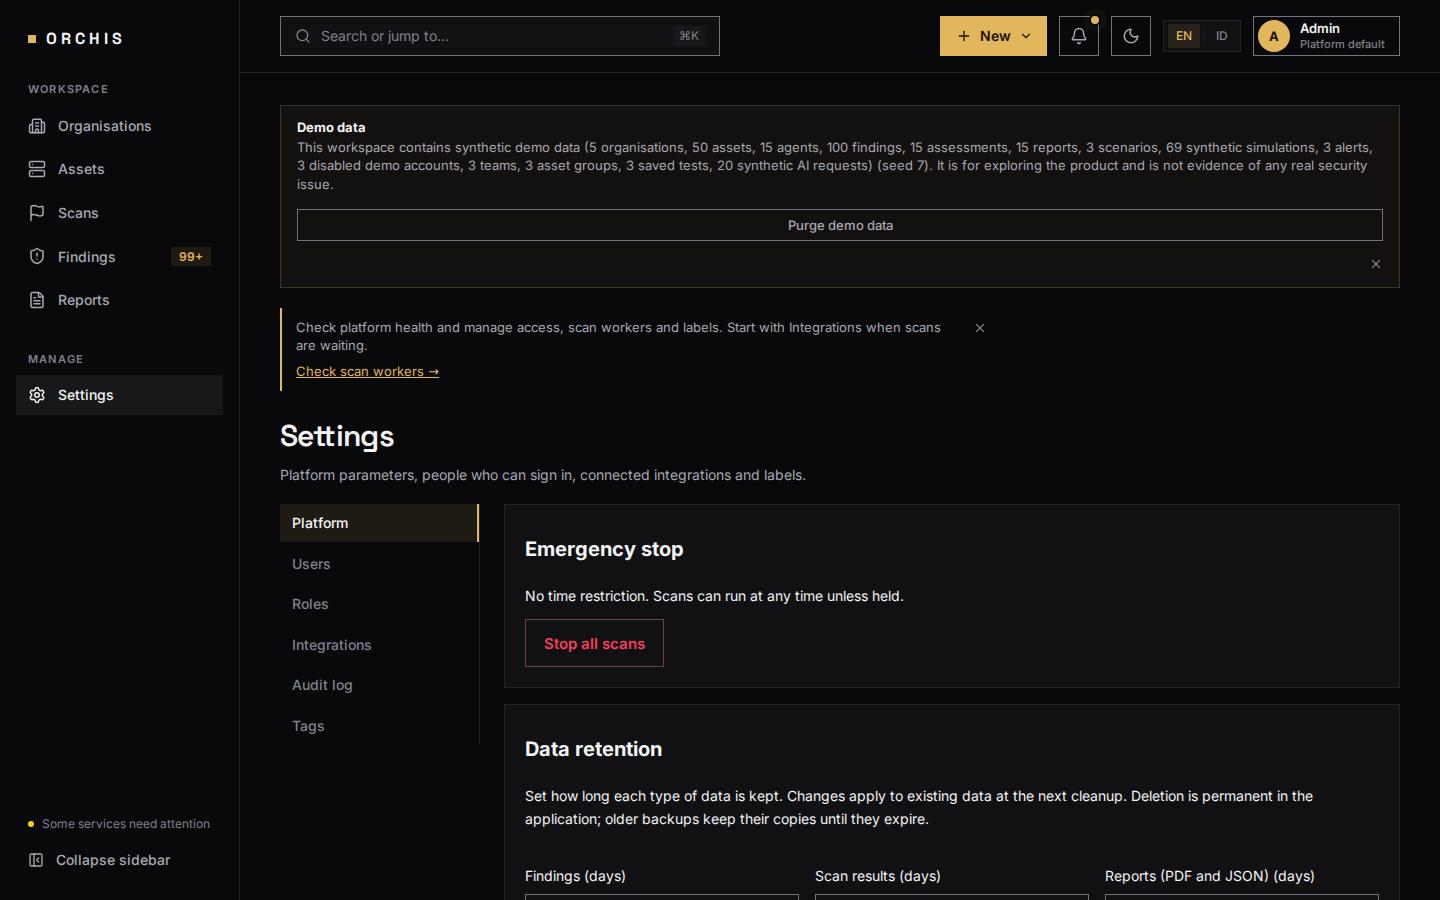 ORCHIS
Search or jump to...
⌘K
New
EN
ID
A
Admin
Platform default
WORKSPACE
Organisations
Assets
Scans
Findings
99+
Reports
MANAGE
Settings
Some services need attention
Collapse sidebar
Demo data
This workspace contains synthetic demo data (5 organisations, 50 assets, 15 agents, 100 findings, 15 assessments, 15 reports, 3 scenarios, 69 synthetic simulations, 3 alerts,
3 disabled demo accounts, 3 teams, 3 asset groups, 3 saved tests, 20 synthetic AI requests) (seed 7). It is for exploring the product and is not evidence of any real security
issue.
Purge demo data
Check platform health and manage access, scan workers and labels. Start with Integrations when scans
are waiting.
Check scan workers →
Settings
Platform parameters, people who can sign in, connected integrations and labels.
Platform
Users
Roles
Integrations
Audit log
Tags
Emergency stop
No time restriction. Scans can run at any time unless held.
Stop all scans
Data retention
Set how long each type of data is kept. Changes apply to existing data at the next cleanup. Deletion is permanent in the
application; older backups keep their copies until they expire.
Findings (days)
Scan results (days)
Reports (PDF and JSON) (days)